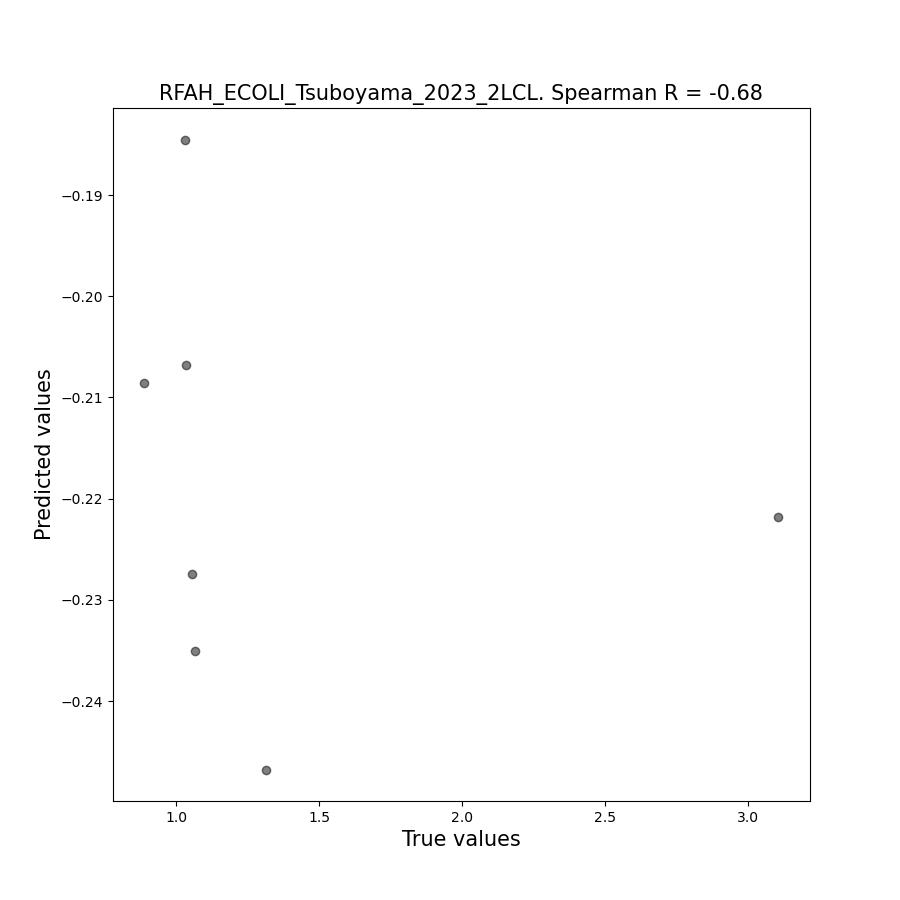 RFAH_ECOLI_Tsuboyama_2023_2LCL. Spearman R = -0.68
−0.19
−0.20
−0.21
−0.22
−0.23
−0.24
Predicted values
1.0 1.5 2.0 2.5 3.0
True values